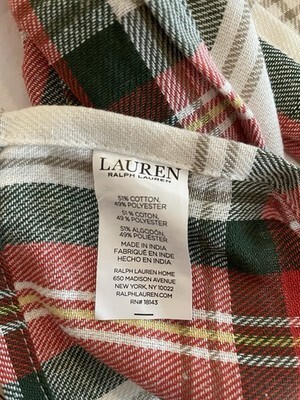 LAUREN
RALPH LAUREN
51% COTTON,
49% POLYESTER
51 % COTON,
49% POLYESTER
51% ALGODÓN,
49% POLIÉSTER
MADE IN INDIA
FABRIQUÉ EN INDE
HECHO EN INDIA
RALPH LAUREN HOME
650 MADISON AVENUE
NEW YORK, NY 10022
RALPHLAUREN.COM
RN# 18143